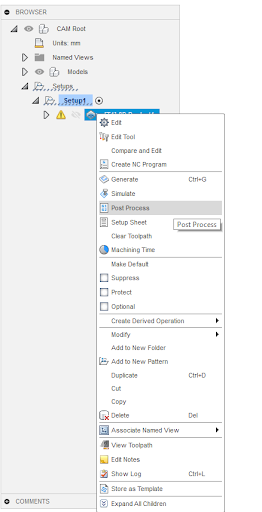 BROWSER
CAM Root
Units: mm
Named Views
Models
Setups
Setup1
Edit
Edit Tool
Compare and Edit
Create NC Program
Generate Ctrl+G
Simulate
Post Process
Setup Sheet
Post Process
Clear Toolpath
Machining Time
Make Default
Suppress
Protect
Optional
Create Derived Operation
Modify
Add to New Folder
Add to New Pattern
Duplicate Ctrl+D
Cut
Copy
Delete Del
Associate Named View
View Toolpath
Edit Notes
Show Log Ctrl+L
Store as Template
Expand All Children
COMMENTS